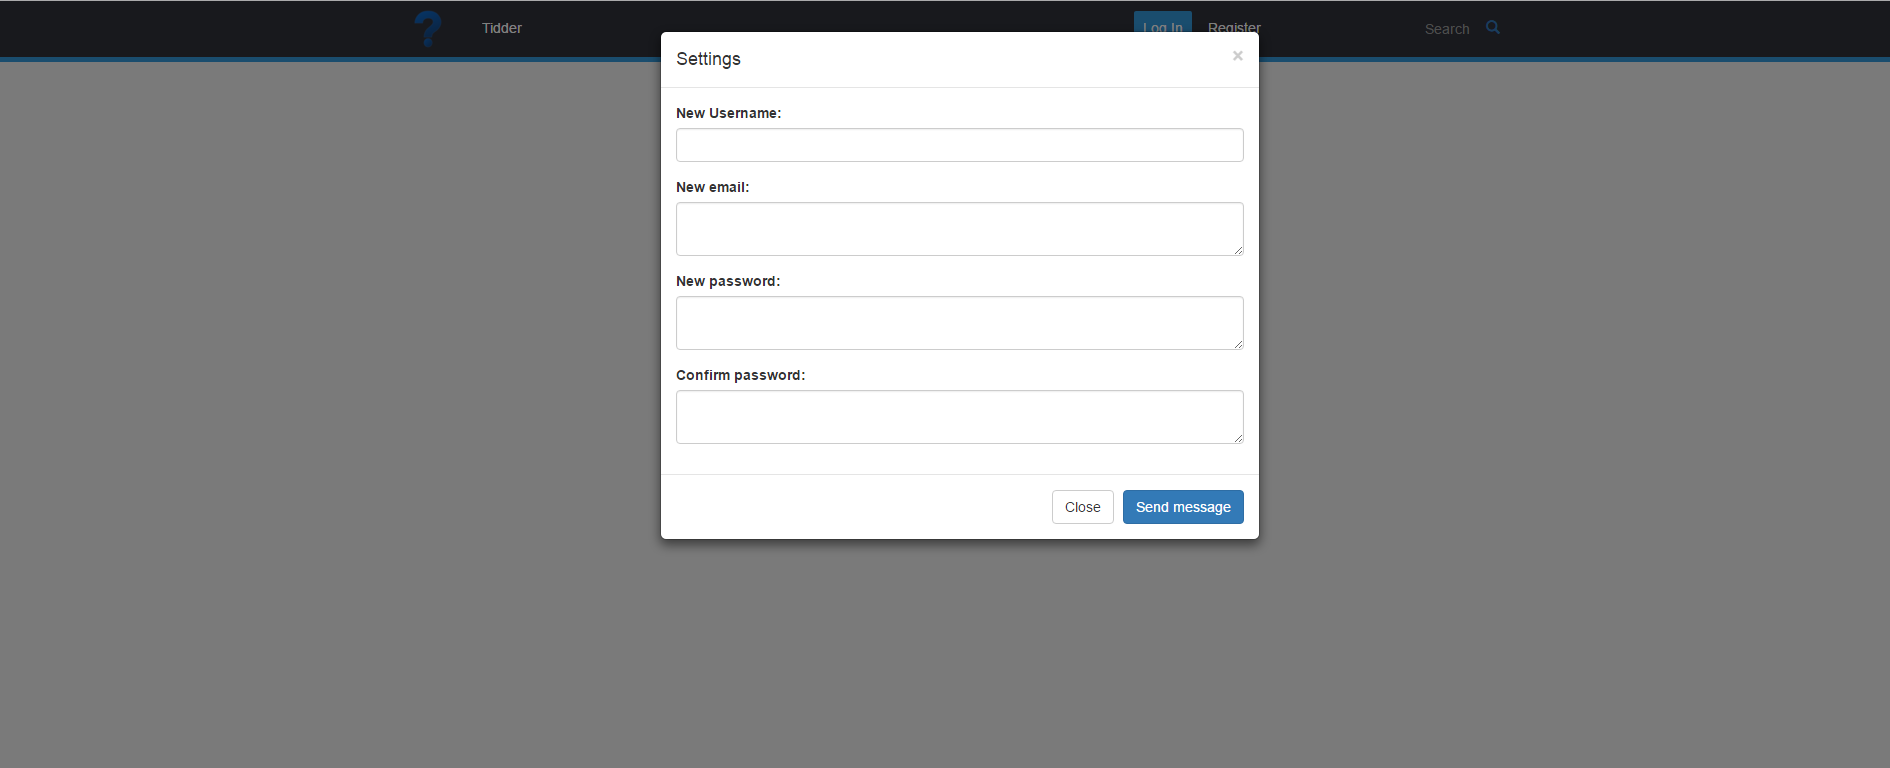 ?
Tidder
Log In
Register
Search
Settings
×
New Username:
New email:
New password:
Confirm password:
Close
Send message